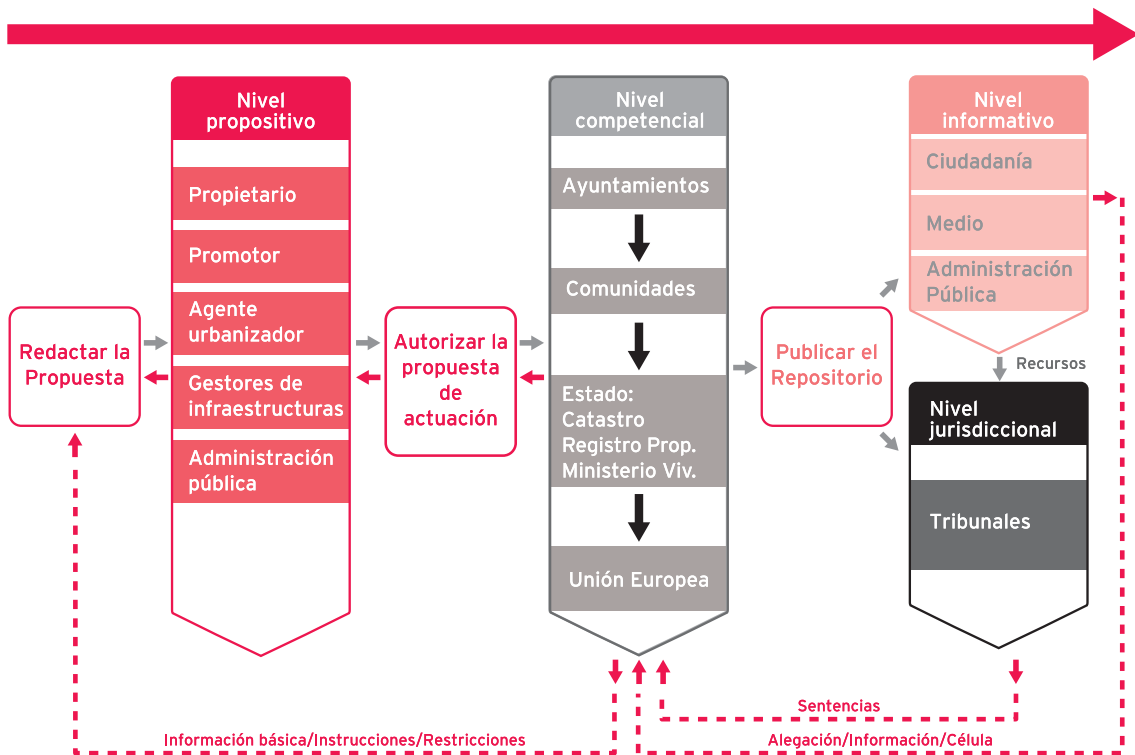 Nivel
propositivo
Propietario
Promotor
Agente
urbanizador
Gestores de
infraestructuras
Administración
pública
Redactar la
Propuesta
Autorizar la
propuesta
de
actuación
Nivel
competencial
Ayuntamientos
Comunidades
Estado:
Catastro
Registro Prop.
Ministerio Viv.
Unión Europea
Publicar el
Repositorio
Nivel
informativo
Ciudadanía
Medio
Administración
Pública
Recursos
Nivel
jurisdiccional
Tribunales
Sentencias
Información básica/Instrucciones/Restricciones
Alegación/Información/Célula